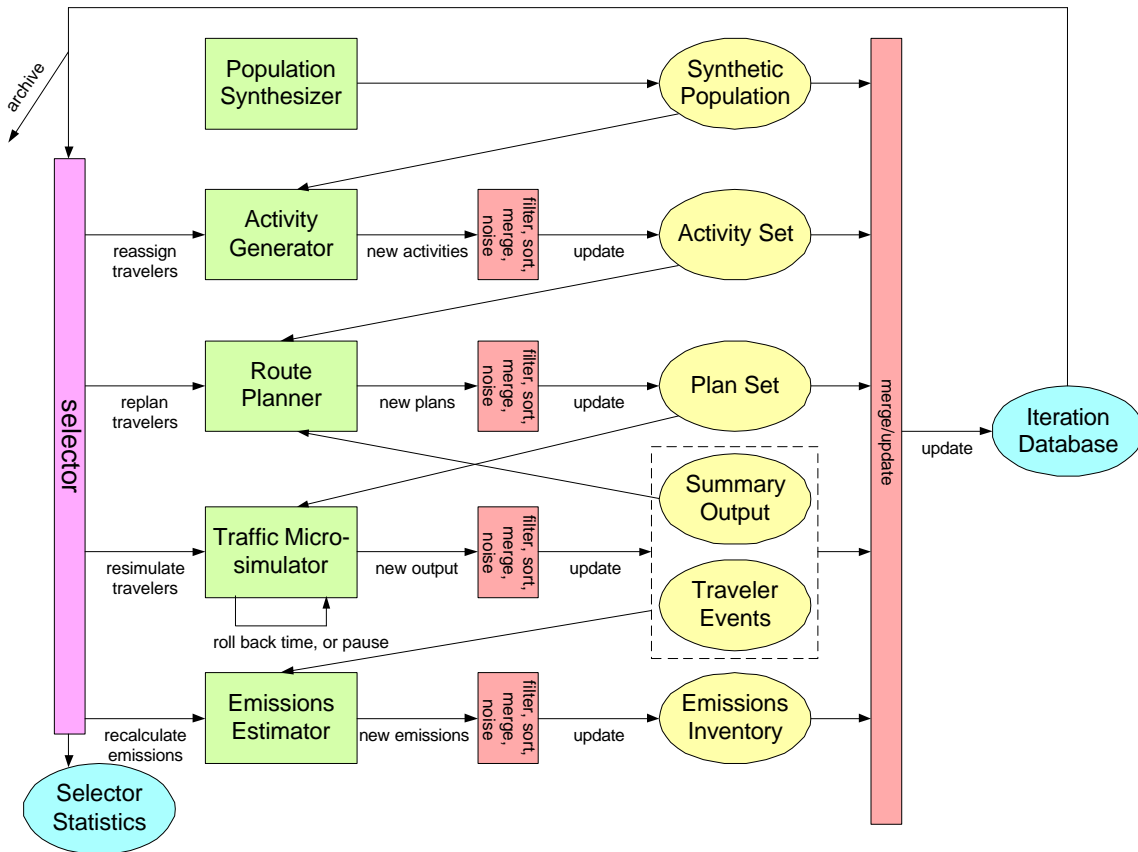 archive
Population
Synthesizer
Synthetic
Population
selector
reassign
travelers
Activity
Generator
new activities
filter, sort,
merge,
noise
update
Activity Set
replan
travelers
Route
Planner
new plans
filter, sort,
merge,
noise
update
Plan Set
merge/update
update
Iteration
Database
Summary
Output
resimulate
travelers
Traffic Micro-
simulator
new output
filter, sort,
merge,
noise
update
Traveler
Events
roll back time, or pause
recalculate
emissions
Emissions
Estimator
new emissions
filter, sort,
merge,
noise
update
Emissions
Inventory
Selector
Statistics